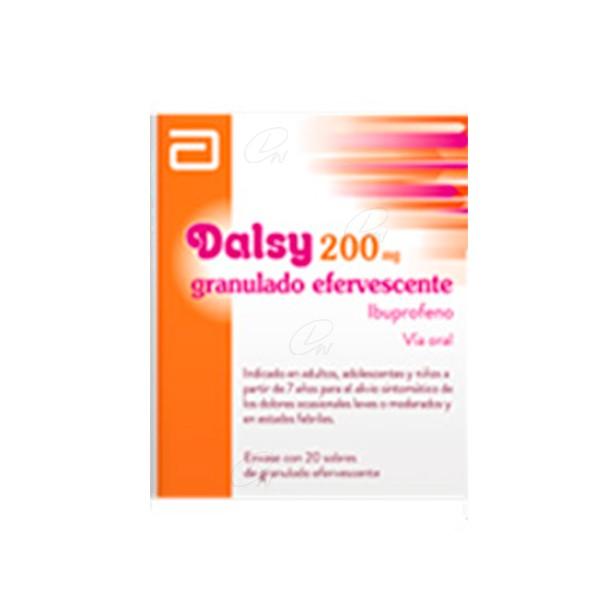 Dalsy 200 mg
granulado efervescente
Ibuprofeno
Vía oral
Indicado en adultos, adolescentes y niños a
partir de 7 años para el alivio sintomático de
los dolores ocasionales leves o moderados y
en estados febriles.
Envase con 20 sobres
de granulado efervescente